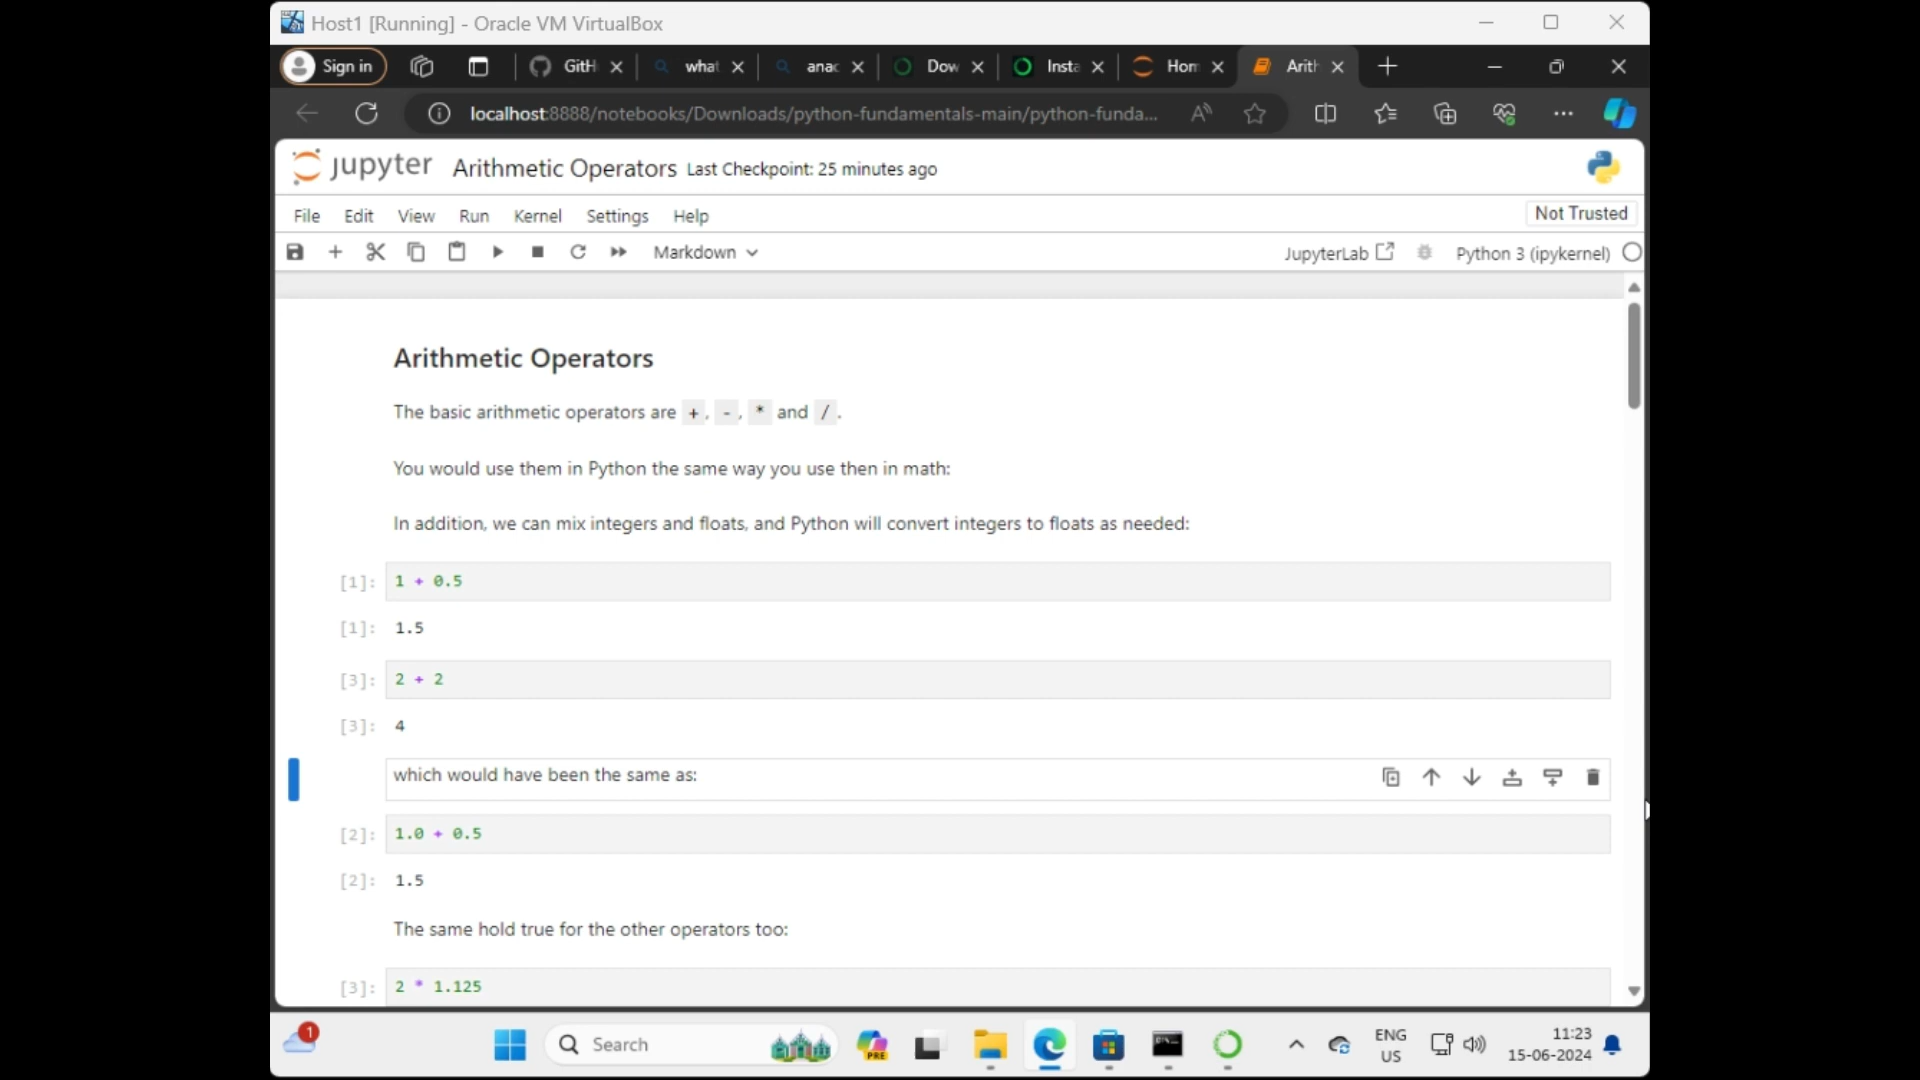 Host1 [Running] - Oracle VM VirtualBox
Sign in GitH what anac Dow Insta Hom Arith
localhost:8888/notebooks/Downloads/python-fundamentals-main/python-funda...
jupyter Arithmetic Operators Last Checkpoint: 25 minutes ago
File Edit View Run Kernel Settings Help Not Trusted
Markdown JupyterLab Python 3 (ipykernel)
Arithmetic Operators
The basic arithmetic operators are +, -, * and /.
You would use them in Python the same way you use then in math:
In addition, we can mix integers and floats, and Python will convert integers to floats as needed:
[1]: 1 + 0.5
[1]: 1.5
[3]: 2 + 2
[3]: 4
which would have been the same as:
[2]: 1.0 + 0.5
[2]: 1.5
The same hold true for the other operators too:
[3]: 2 * 1.125
1 Search PRE ENG 11:23
US 15-06-2024